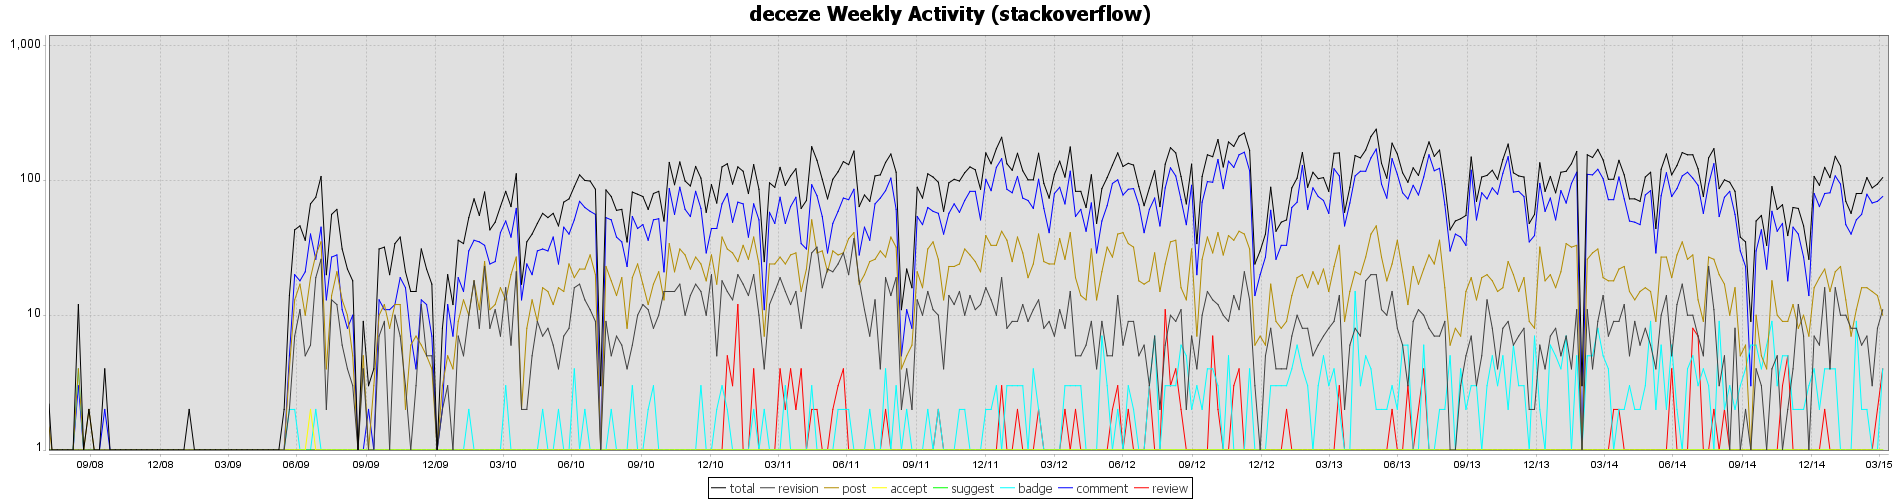 deceze Weekly Activity (stackoverflow)
1,000
100
10
1
09/08 12/08 03/09 06/09 09/09 12/09 03/10 06/10 09/10 12/10 03/11 06/11 09/11 12/11 03/12 06/12 09/12 12/12 03/13 06/13 09/13 12/13 03/14 06/14 09/14 12/14 03/15
total revision post accept suggest badge comment review